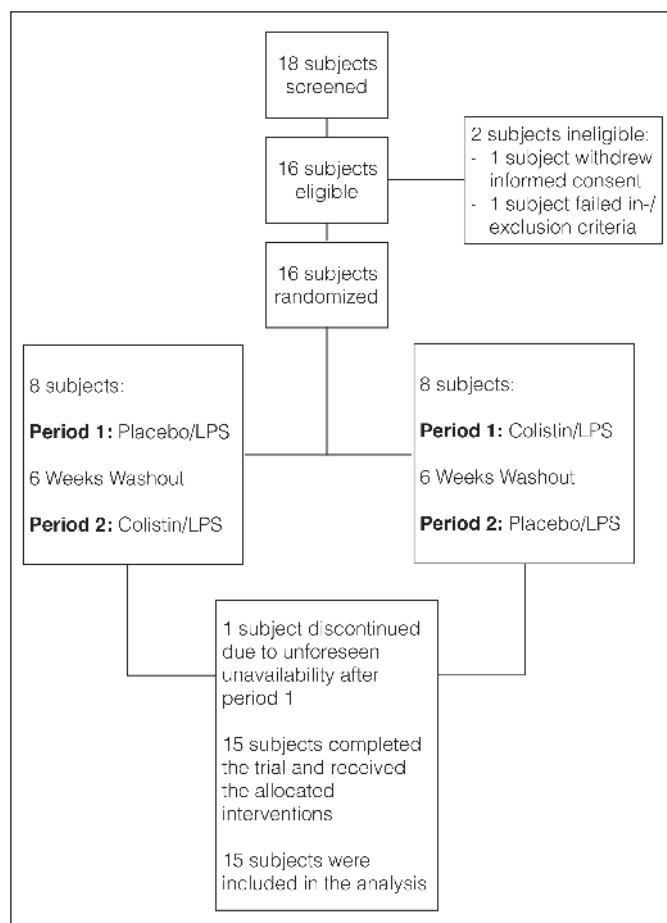 18 subjects
screened
16 subjects
eligible
2 subjects ineligible:
- 1 subject withdrew
informed consent
- 1 subject failed in-/
exclusion criteria
16 subjects
randomized
8 subjects:
Period 1: Placebo/LPS
6 Weeks Washout
Period 2: Colistin/LPS
8 subjects:
Period 1: Colistin/LPS
6 Weeks Washout
Period 2: Placebo/LPS
1 subject discontinued
due to unforeseen
unavailability after
period 1
15 subjects completed
the trial and received
the allocated
interventions
15 subjects were
included in the analysis